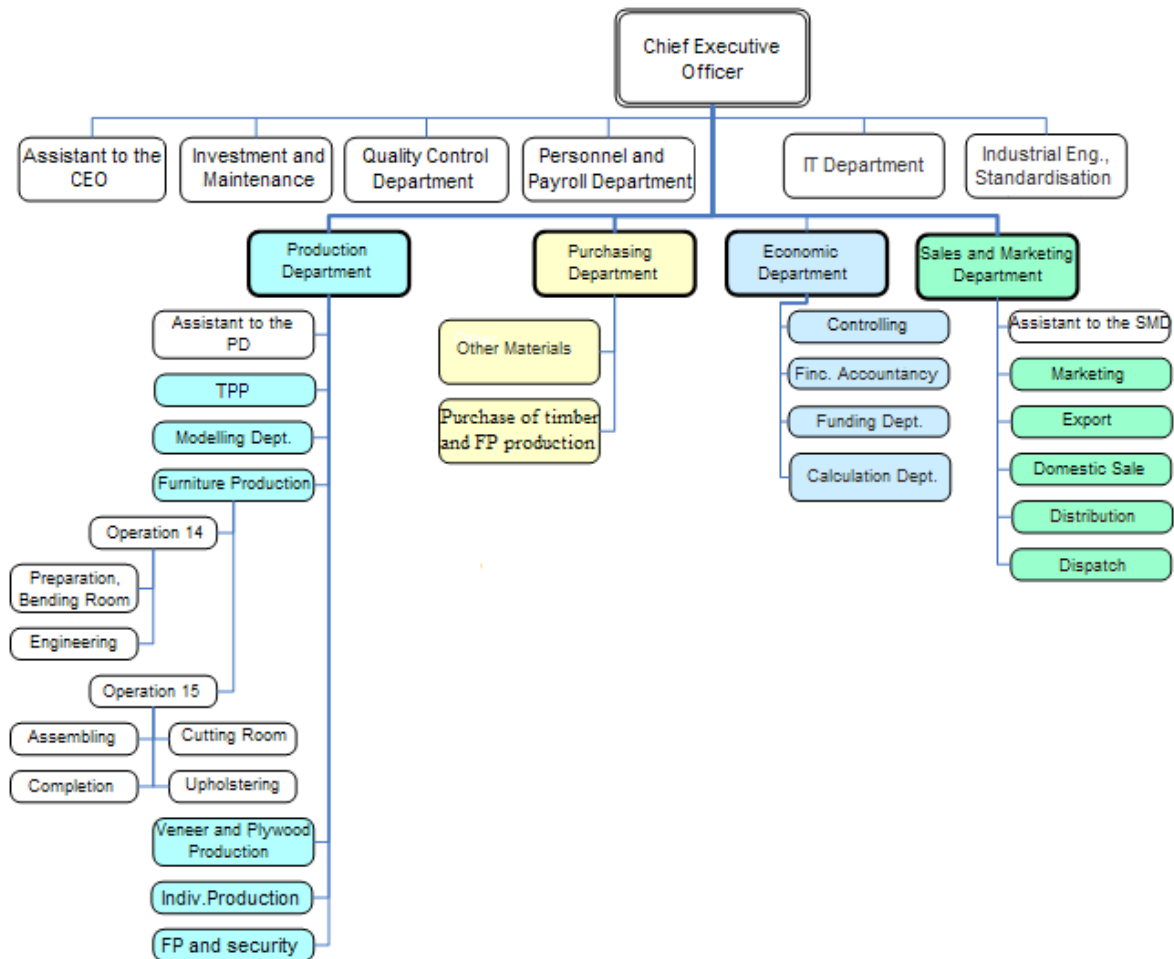 Chief Executive
Officer
Assistant to the
CEO
Investment and
Maintenance
Quality Control
Department
Personnel and
Payroll Department
IT Department
Industrial Eng.,
Standardisation
Production
Department
Purchasing
Department
Economic
Department
Sales and Marketing
Department
Assistant to the
PD
TPP
Modelling Dept.
Furniture Production
Operation 14
Preparation,
Bending Room
Engineering
Operation 15
Assembling
Cutting Room
Completion
Upholstering
Veneer and Plywood
Production
Indiv.Production
FP and security
Other Materials
Purchase of timber
and FP production
Controlling
Finc. Accountancy
Funding Dept.
Calculation Dept.
Assistant to the SMD
Marketing
Export
Domestic Sale
Distribution
Dispatch